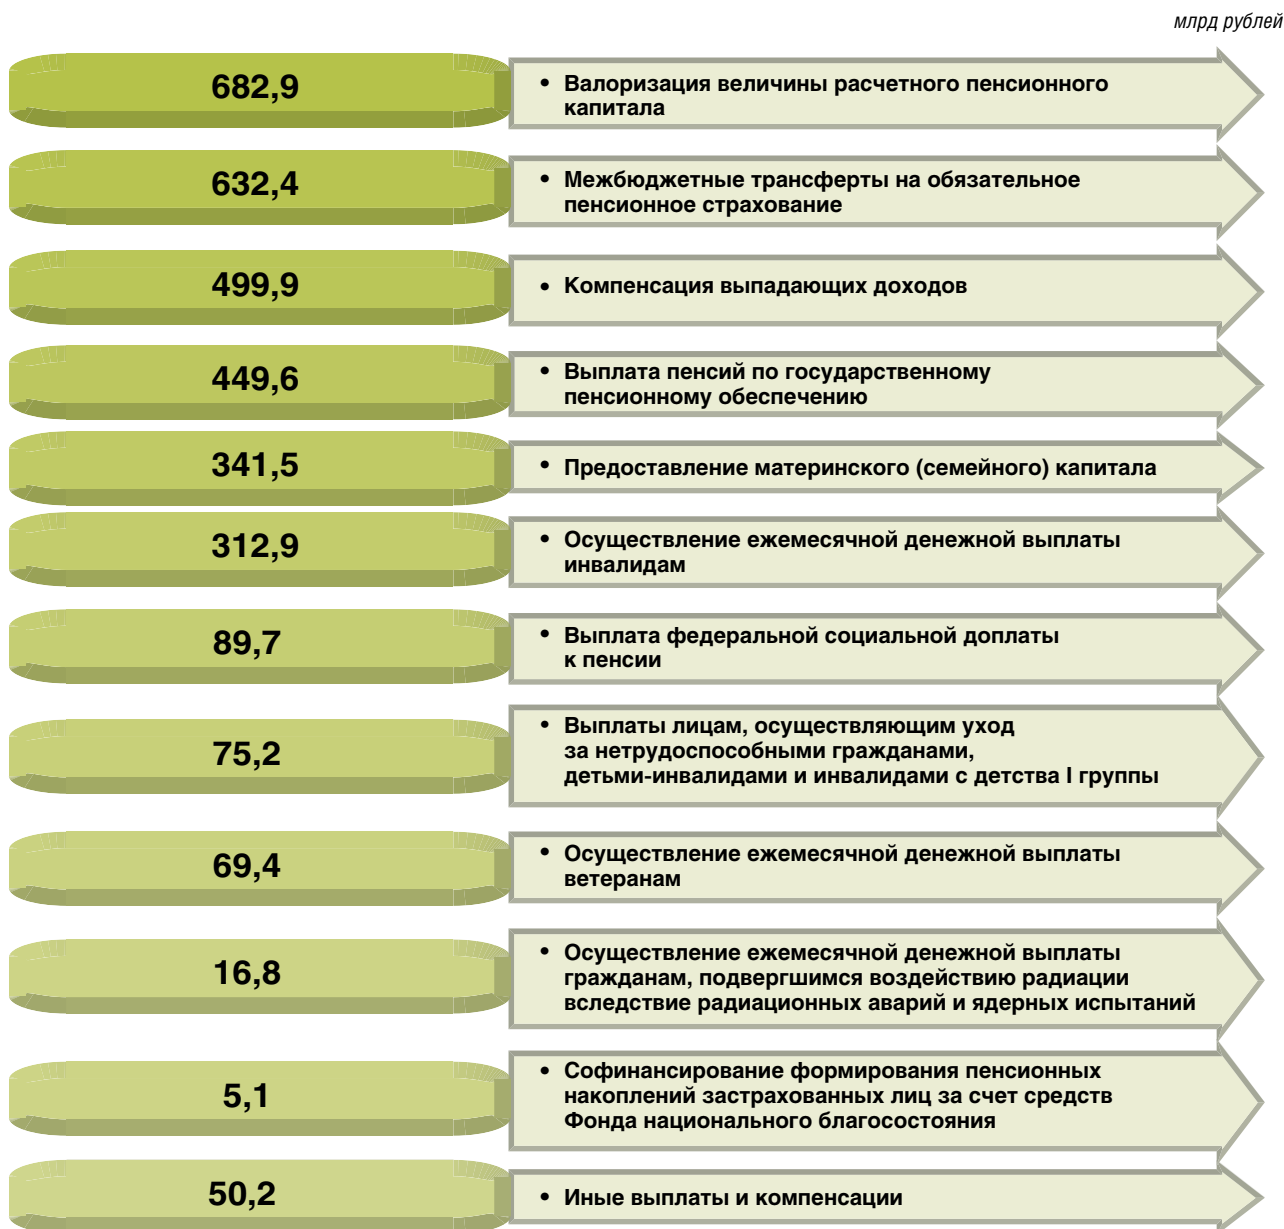 млрд рублей
682,9
• Валоризация величины расчетного пенсионного
капитала
632,4
• Межбюджетные трансферты на обязательное
пенсионное страхование
499,9
• Компенсация выпадающих доходов
449,6
• Выплата пенсий по государственному
пенсионному обеспечению
341,5
• Предоставление материнского (семейного) капитала
312,9
• Осуществление ежемесячной денежной выплаты
инвалидам
89,7
• Выплата федеральной социальной доплаты
к пенсии
75,2
• Выплаты лицам, осуществляющим уход
за нетрудоспособными гражданами,
детьми-инвалидами и инвалидами с детства I группы
69,4
• Осуществление ежемесячной денежной выплаты
ветеранам
16,8
• Осуществление ежемесячной денежной выплаты
гражданам, подвергшимся воздействию радиации
вследствие радиационных аварий и ядерных испытаний
5,1
• Софинансирование формирования пенсионных
накоплений застрахованных лиц за счет средств
Фонда национального благосостояния
50,2
• Иные выплаты и компенсации